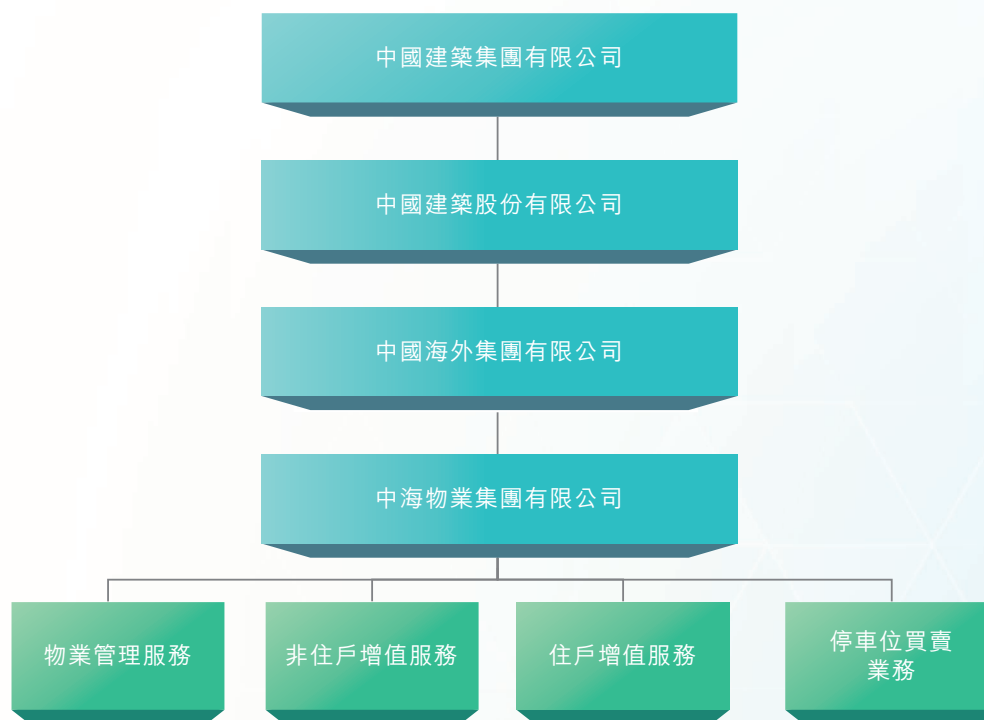 中國建築集團有限公司
中國建築股份有限公司
中國海外集團有限公司
中海物業集團有限公司
物業管理服務
非住戶增值服務
住戶增值服務
停車位買賣
業務